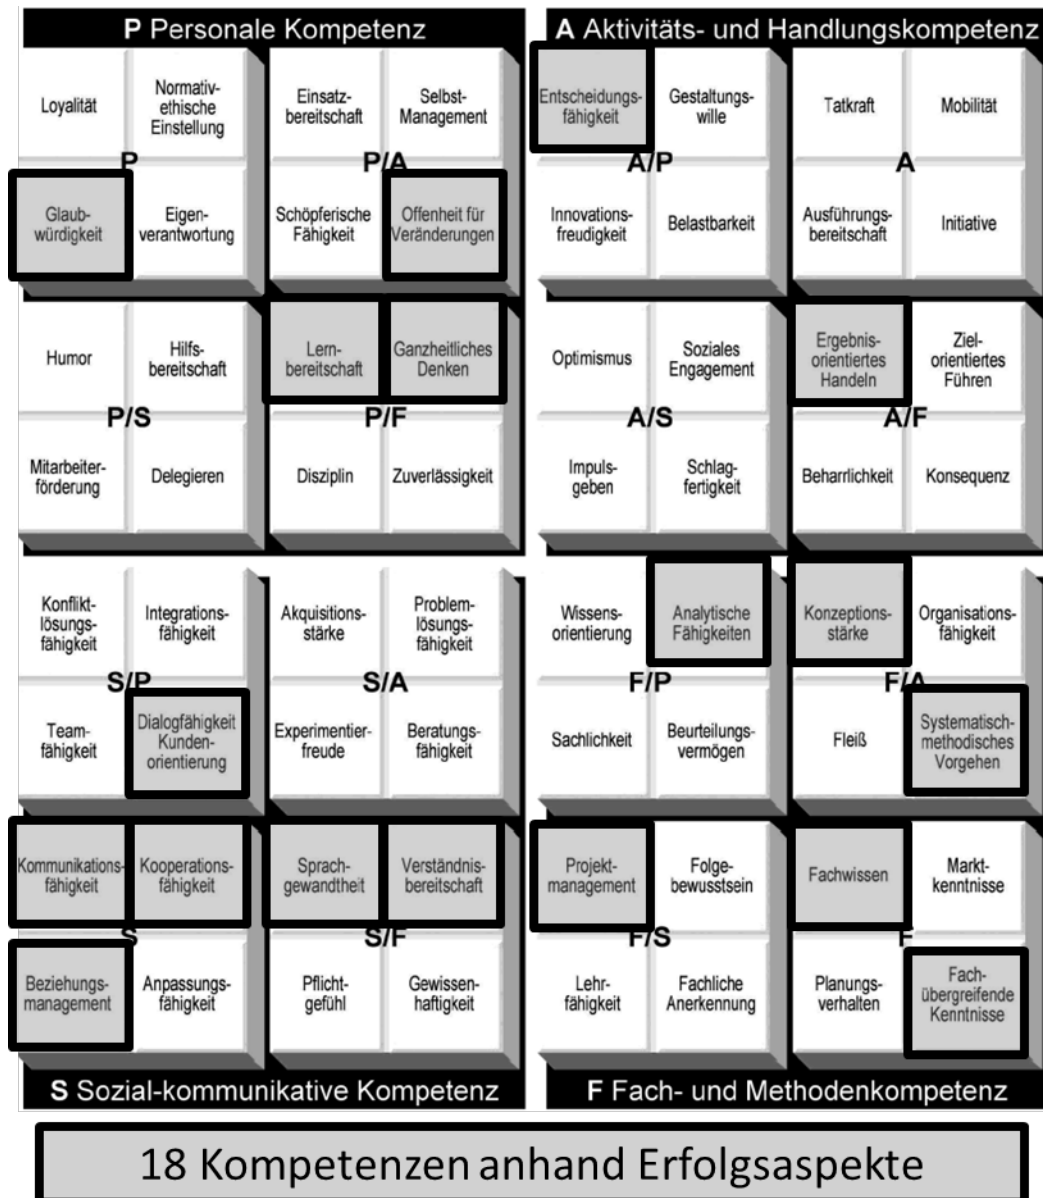 P Personale Kompetenz
Loyalität
Normativ-
ethische
Einstellung
Einsatz-
bereitschaft
Selbst-
Management
P
P/A
Glaub-
würdigkeit
Eigen-
verantwortung
Schöpferische
Fähigkeit
Offenheit für
Veränderungen
Humor
Hilfs-
bereitschaft
Lern-
bereitschaft
Ganzheitliches
Denken
P/S
P/F
Mitarbeiter-
förderung
Delegieren
Disziplin
Zuverlässigkeit
A Aktivitäts- und Handlungskompetenz
Entscheidungs-
fähigkeit
Gestaltungs-
wille
Tatkraft
Mobilität
A/P
A
Innovations-
freudigkeit
Belastbarkeit
Ausführungs-
bereitschaft
Initiative
Optimismus
Soziales
Engagement
Ergebnis-
orientiertes
Handeln
Ziel-
orientiertes
Führen
A/S
A/F
Impuls-
geben
Schlag-
fertigkeit
Beharrlichkeit
Konsequenz
Konflikt-
lösungs-
fähigkeit
Integrations-
fähigkeit
Akquisitions-
stärke
Problem-
lösungs-
fähigkeit
S/P
S/A
Team-
fähigkeit
Dialogfähigkeit
Kunden-
orientierung
Experimentier-
freude
Beratungs-
fähigkeit
Kommunikations-
fähigkeit
Kooperations-
fähigkeit
Sprach-
gewandtheit
Verständnis-
bereitschaft
S
S/F
Beziehungs-
management
Anpassungs-
fähigkeit
Pflicht-
gefühl
Gewissen-
haftigkeit
S Sozial-kommunikative Kompetenz
Wissens-
orientierung
Analytische
Fähigkeiten
Konzeptions-
stärke
Organisations-
fähigkeit
F/P
F/A
Sachlichkeit
Beurteilungs-
vermögen
Fleiß
Systematisch-
methodisches
Vorgehen
Projekt-
management
Folge-
bewusstsein
Fachwissen
Markt-
kenntnisse
F/S
F
Lehr-
fähigkeit
Fachliche
Anerkennung
Planungs-
verhalten
Fach-
übergreifende
Kenntnisse
F Fach- und Methodenkompetenz
18 Kompetenzen anhand Erfolgsaspekte